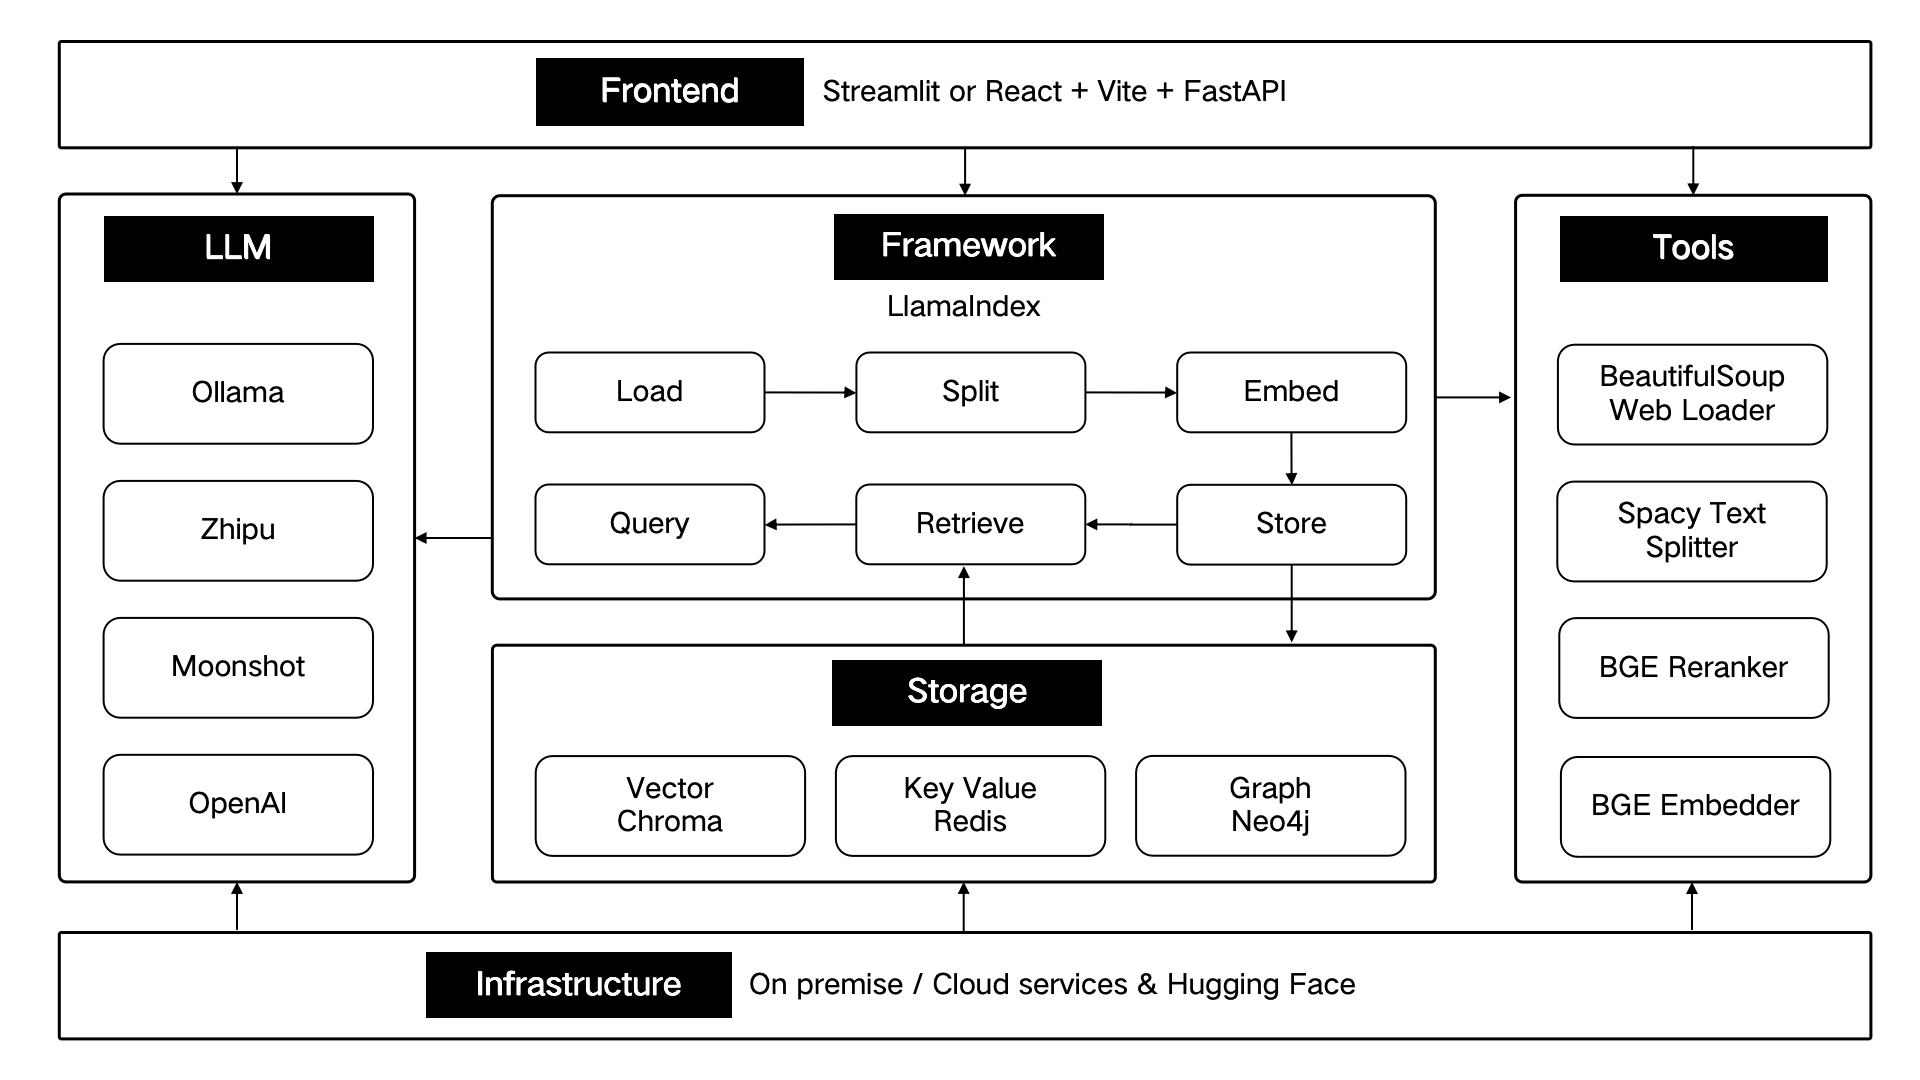 Frontend
Streamlit or React + Vite + FastAPI
LLM
Ollama
Zhipu
Moonshot
OpenAI
Framework
LlamaIndex
Load
Split
Embed
Query
Retrieve
Store
Storage
Vector
Chroma
Key Value
Redis
Graph
Neo4j
Tools
BeautifulSoup
Web Loader
Spacy Text
Splitter
BGE Reranker
BGE Embedder
Infrastructure
On premise / Cloud services & Hugging Face